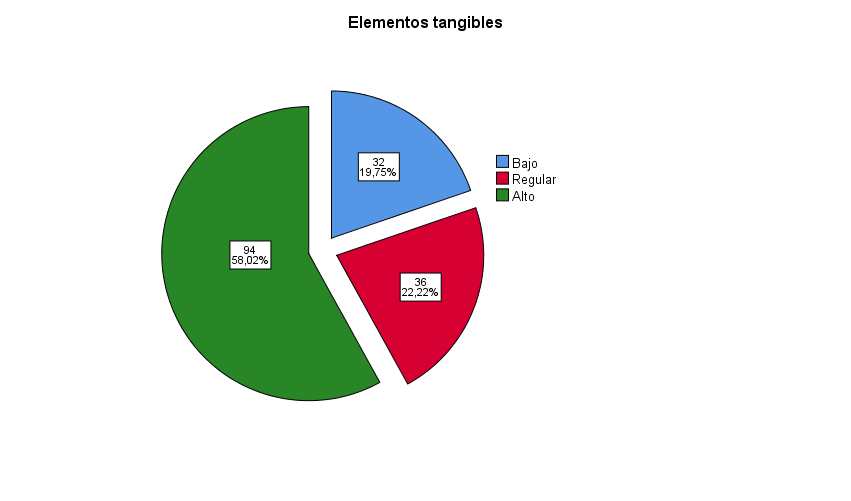 Elementos tangibles
32
19,75%
Bajo
Regular
Alto
94
58,02%
36
22,22%